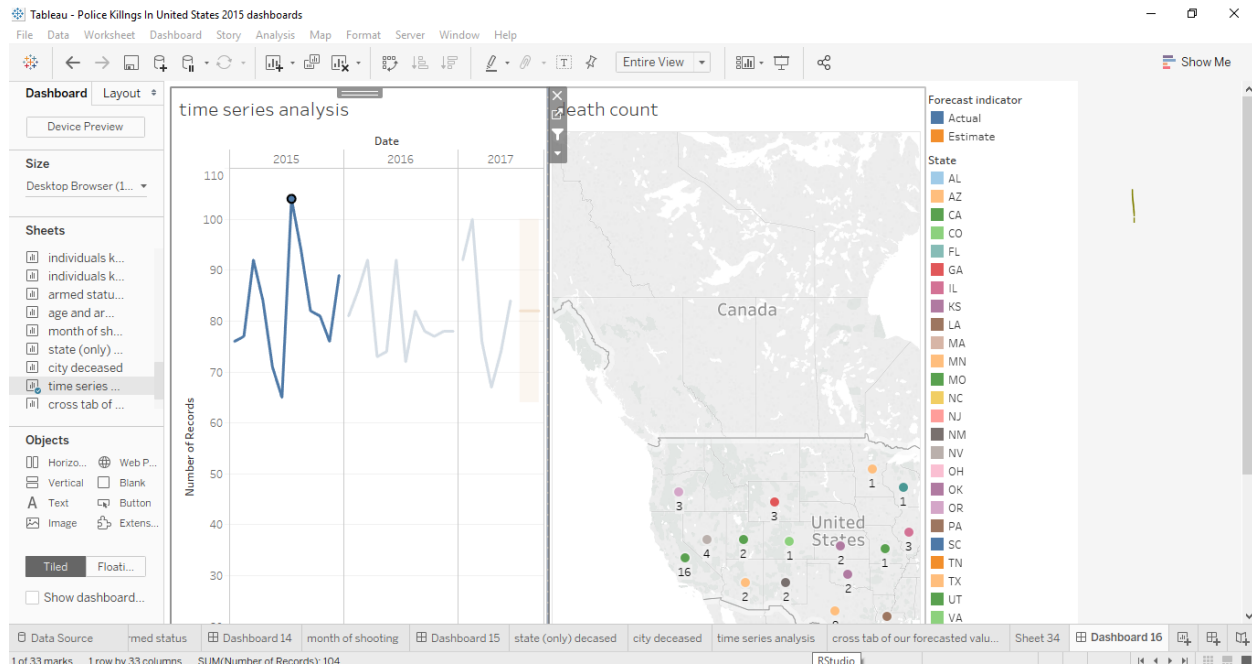 Tableau - Police Killngs In United States 2015 dashboards
File Data Worksheet Dashboard Story Analysis Map Format Server Window Help
Entire View
Show Me
Dashboard Layout
Device Preview
Size
Desktop Browser (1...
Sheets
individuals k...
individuals k...
armed statu...
age and ar...
month of sh...
state (only) ...
city deceased
time series ...
cross tab of ...
Objects
Horizo... Web P...
Vertical Blank
A Text Button
Image Extens...
Tiled Floati...
Show dashboard...
time series analysis
Date
2015 2016 2017
110
100
90
80
70
60
50
40
30
Number of Records
death count
Canada
United
States
1
1
3
3
3
4
2
1
2
1
16
2
2
2
Forecast indicator
Actual
Estimate
State
AL
AZ
CA
CO
FL
GA
IL
KS
LA
MA
MN
MO
NC
NJ
NM
NV
OH
OK
OR
PA
SC
TN
TX
UT
VA
Data Source rmed status Dashboard 14 month of shooting Dashboard 15 state (only) decased city deceased time series analysis cross tab of our forecasted valu... Sheet 34 Dashboard 16
1 of 33 marks 1 row by 33 columns SUM(Number of Records): 104
RStudio